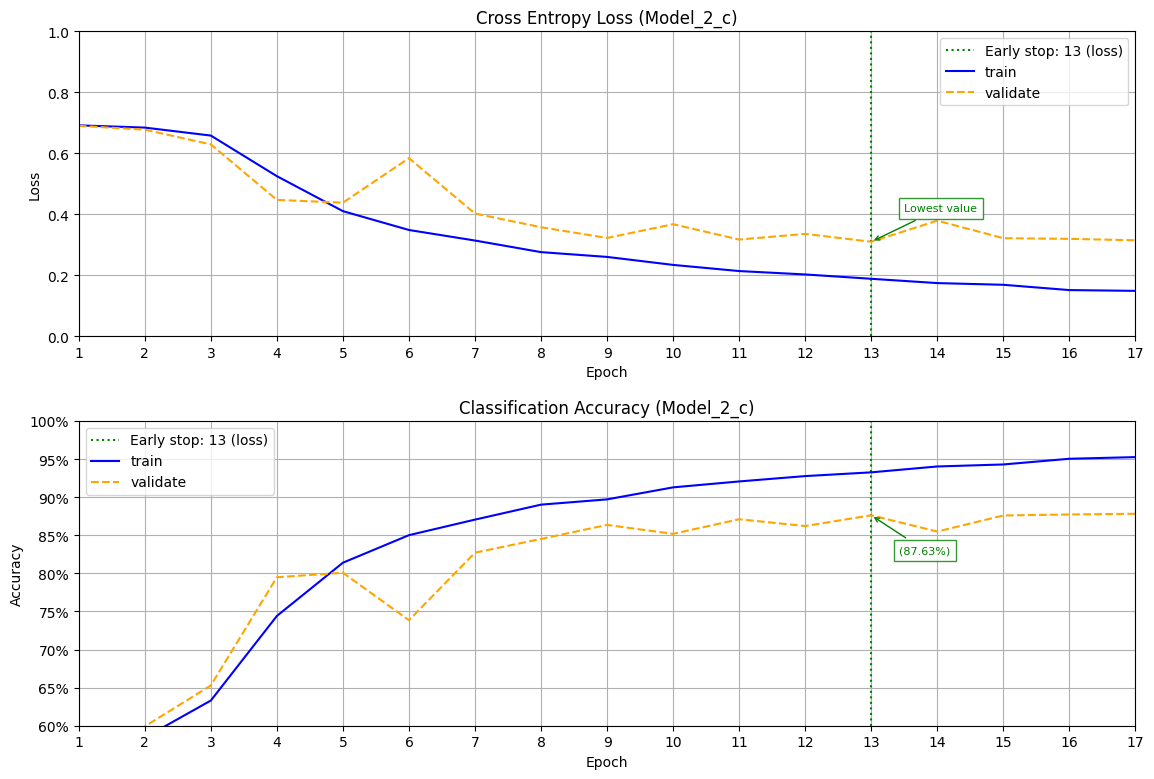 Cross Entropy Loss (Model_2_c)
1.0
0.8
0.6
0.4
0.2
0.0
Loss
Early stop: 13 (loss)
train
validate
Lowest value
1 2 3 4 5 6 7 8 9 10 11 12 13 14 15 16 17
Epoch
Classification Accuracy (Model_2_c)
100%
95%
90%
85%
80%
75%
70%
65%
60%
Accuracy
Early stop: 13 (loss)
train
validate
(87.63%)
1 2 3 4 5 6 7 8 9 10 11 12 13 14 15 16 17
Epoch